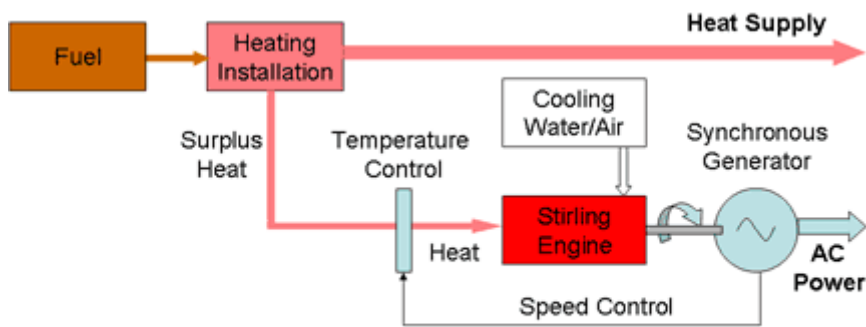 Heat Supply
Fuel
Heating
Installation
Cooling
Water/Air
Surplus
Heat
Temperature
Control
Synchronous
Generator
Stirling
Engine
Heat
AC
Power
Speed Control